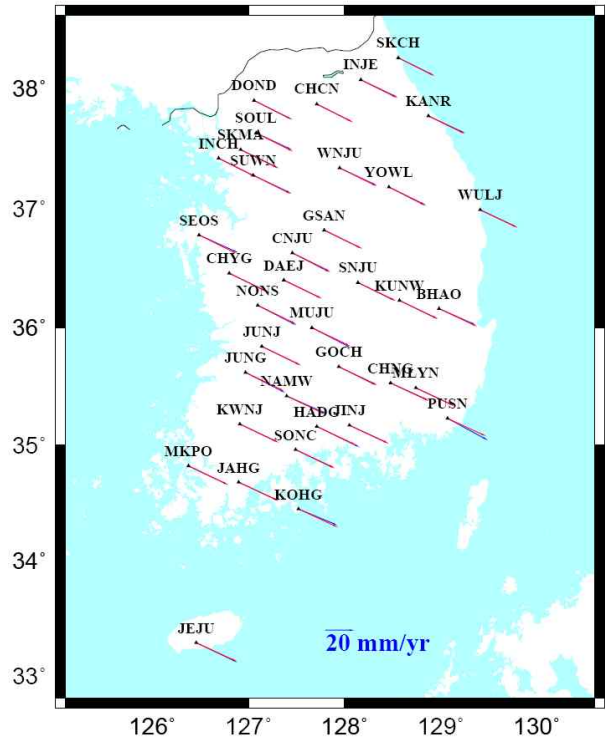 SKCH
INJE
38°
DOND
CHCN
KANR
SOUL
SKMA
INCH
SUWN
WNJU
YOWL
37°
WULJ
GSAN
SEOS
CNJU
CHYG
DAEJ
SNJU
KUNW
BHAO
NONS
MUJU
36°
JUNJ
GOCH
JUNG
CHNG
MLYN
NAMW
PUSN
KWNJ
HADG
JINJ
35°
SONC
MKPO
JAHG
KOHG
34°
JEJU
20 mm/yr
33°
126° 127° 128° 129° 130°